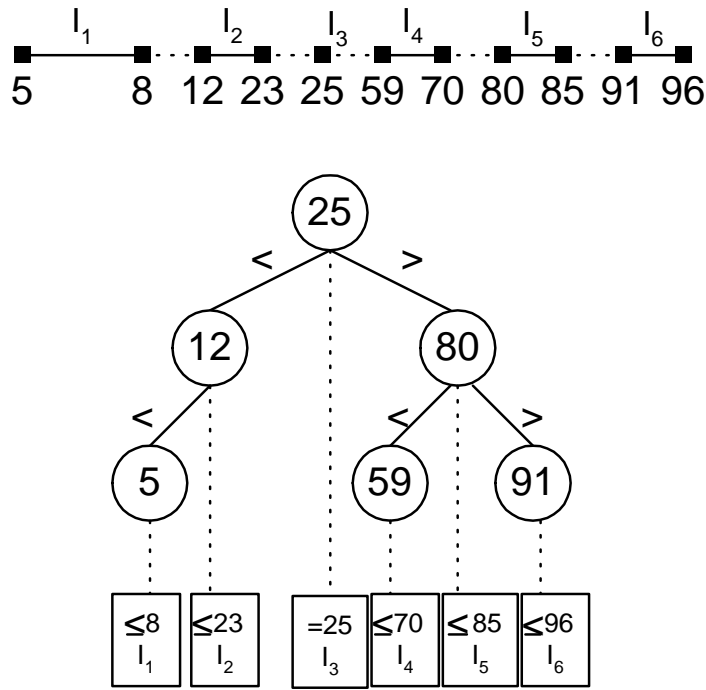 I₁ I₂ I₃ I₄ I₅ I₆
5 8 12 23 25 59 70 80 85 91 96
25
< >
12 80
< < >
5 59 91
≤8 ≤23 =25 ≤70 ≤85 ≤96
I₁ I₂ I₃ I₄ I₅ I₆